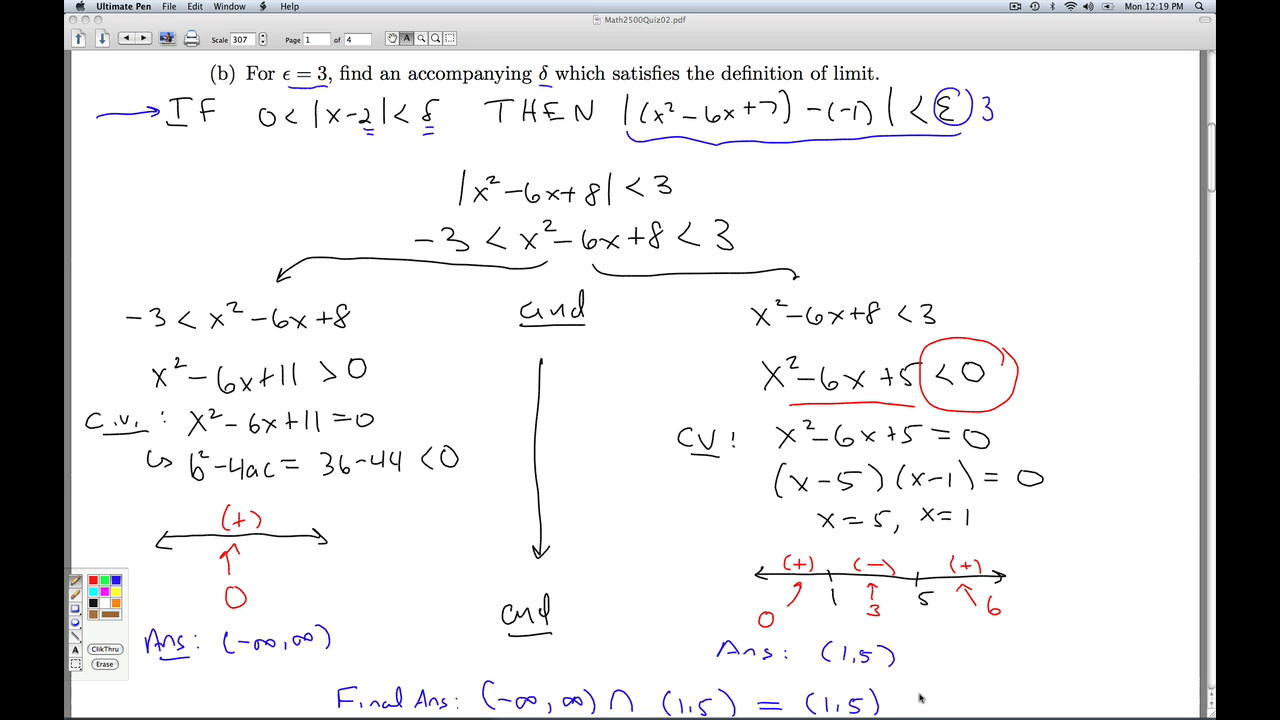 Ultimate Pen File Edit Window Help Mon 12:19 PM
Math2500Quiz02.pdf
Scale 307 Page 1 of 4
(b) For ϵ = 3, find an accompanying δ which satisfies the definition of limit.
IF 0 < |x-2| < δ THEN |(x² - 6x + 7) - (-1)| < ε 3
|x² - 6x + 8| < 3
-3 < x² - 6x + 8 < 3
-3 < x² - 6x + 8 and x² - 6x + 8 < 3
x² - 6x + 11 > 0 x² - 6x + 5 < 0
C.V. : x² - 6x + 11 = 0 CV : x² - 6x + 5 = 0
↳ b² - 4ac = 36 - 44 < 0 (x - 5)(x - 1) = 0
x = 5, x = 1
(+) (+) (-) (+)
0 1 5
0 3 6
and
Ans: (-∞, ∞) Ans: (1,5)
ClikThru
Erase
Final Ans: (-∞, ∞) ∩ (1,5) = (1,5)